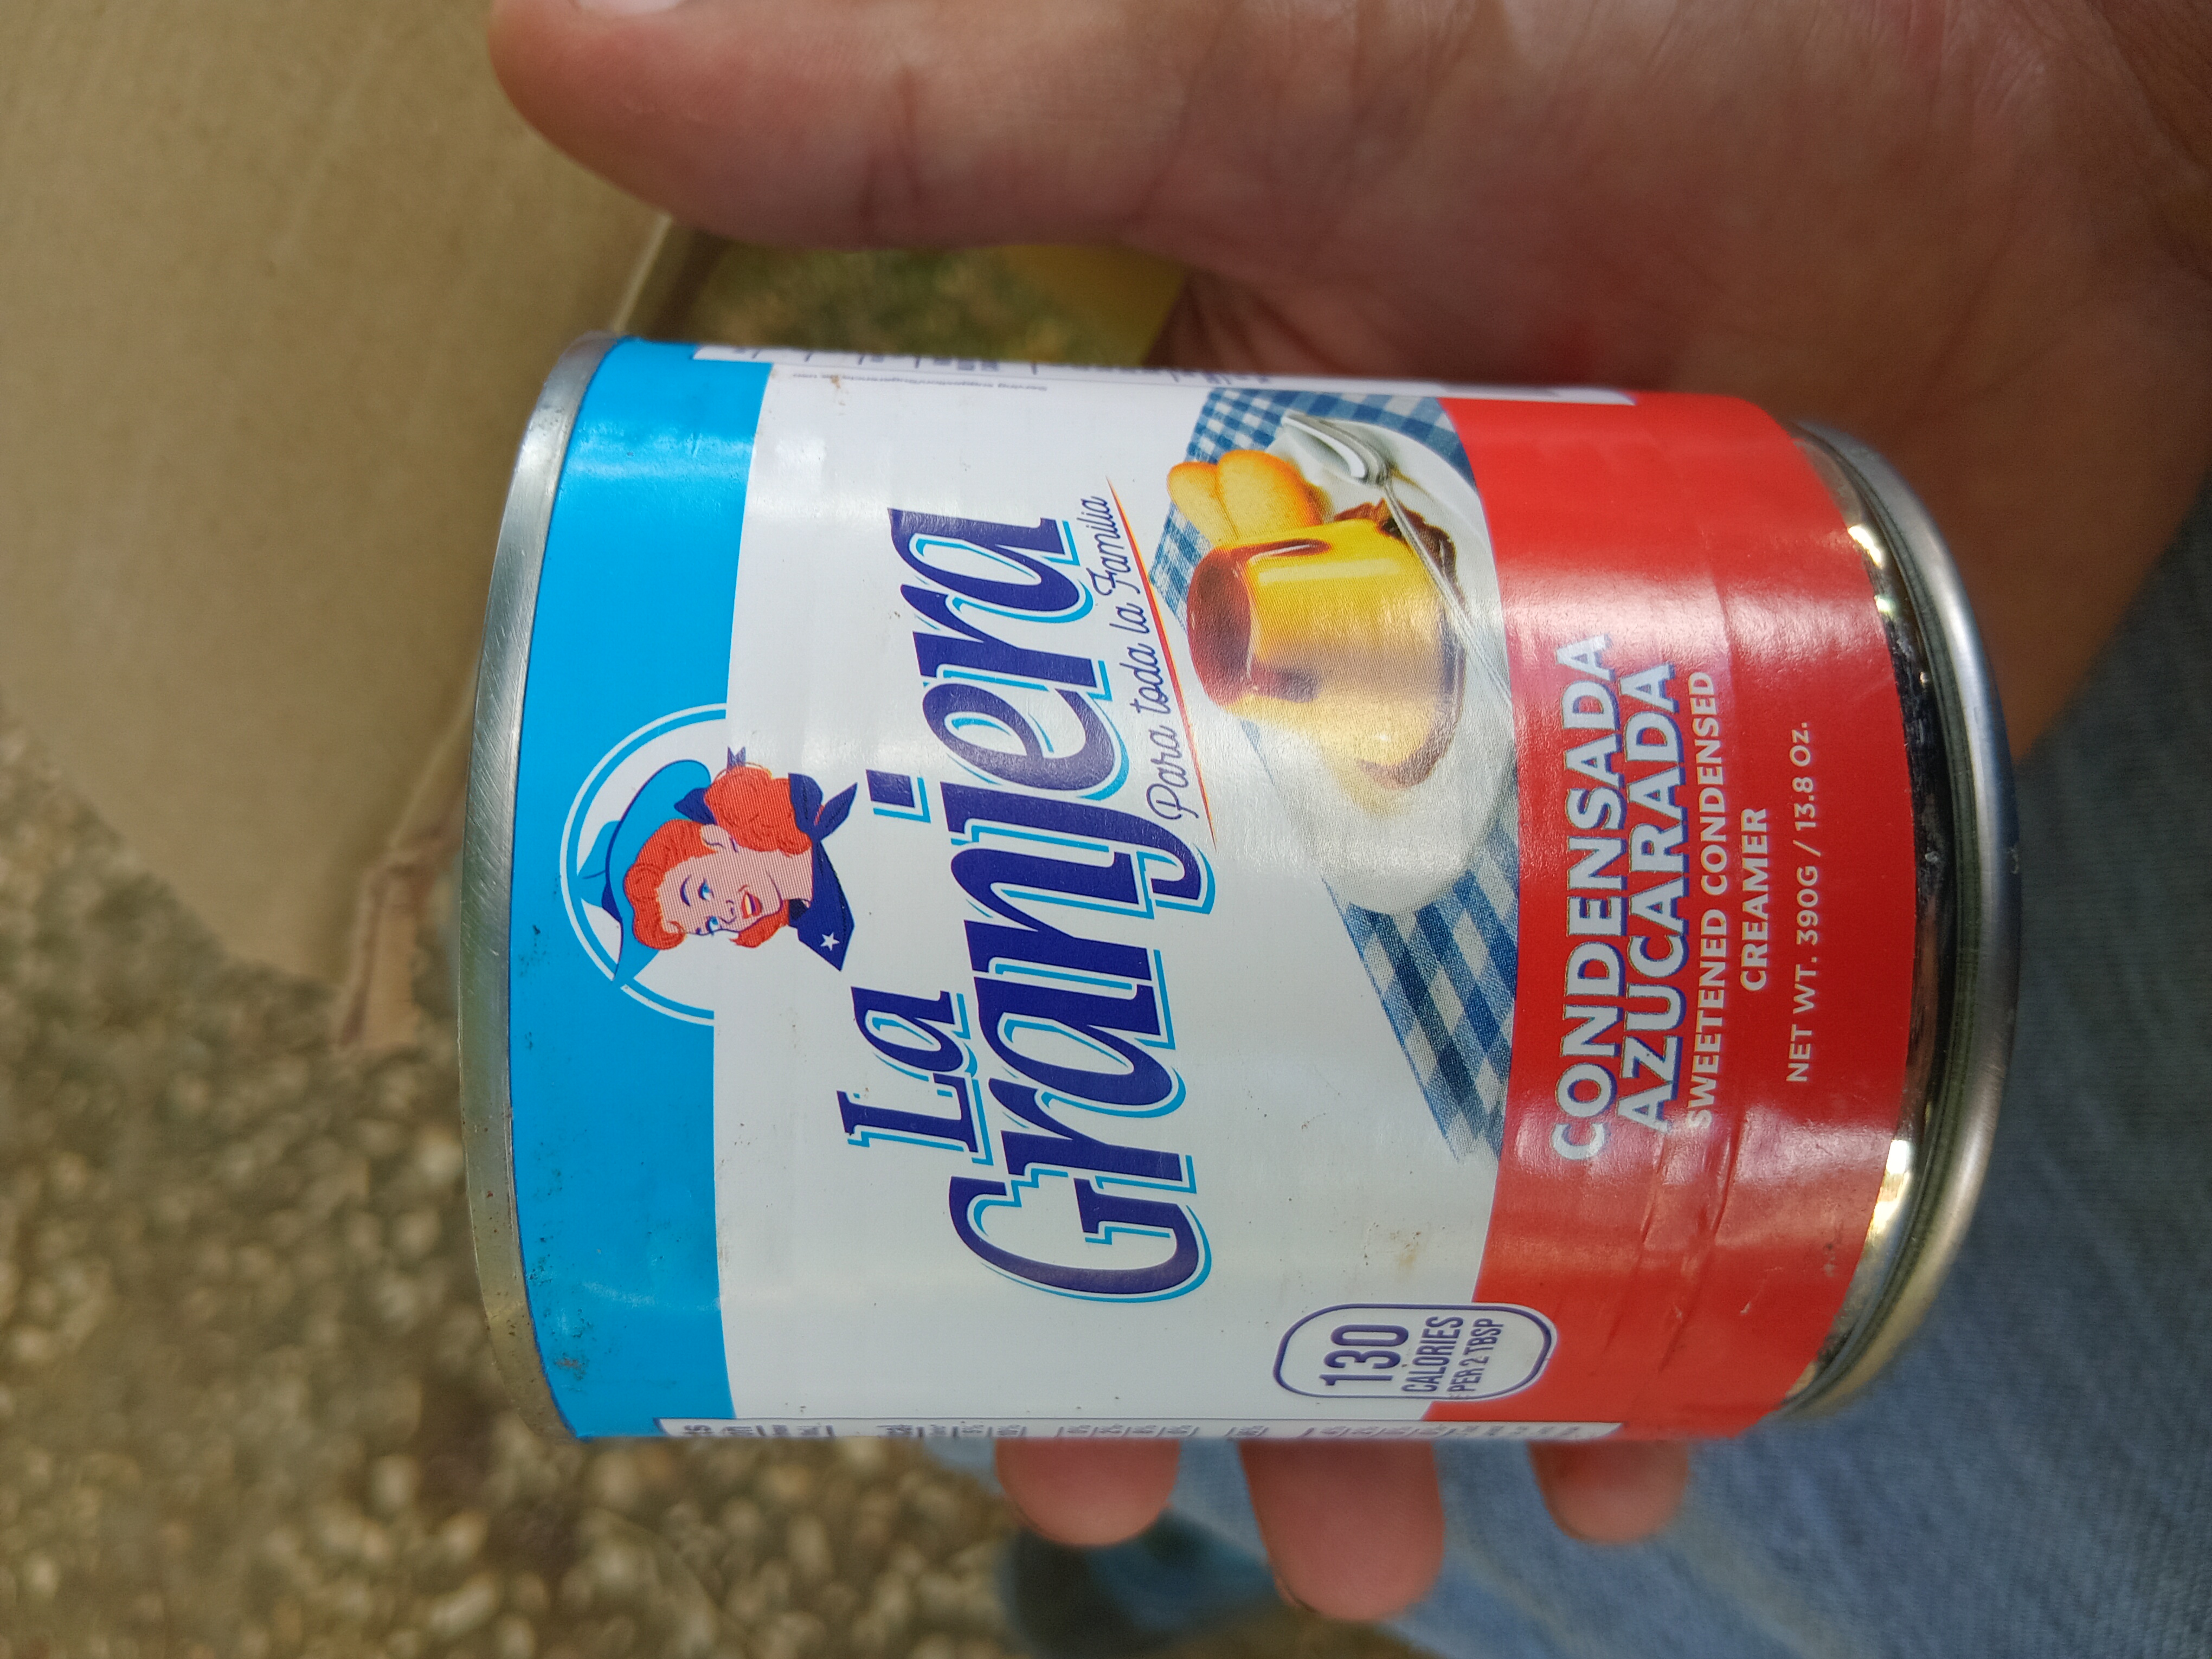 La
Granjera
Para toda la Familia
130
CALORIES
PER 2 TBSP
CONDENSADA
AZUCARADA
SWEETENED CONDENSED
CREAMER
NET WT. 390G / 13.8 Oz.